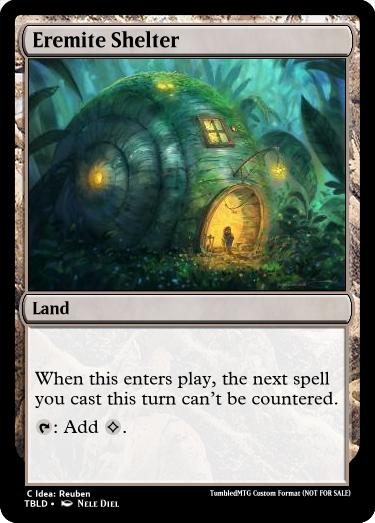 Eremite Shelter
Land
When this enters play, the next spell
you cast this turn can't be countered.
: Add .
C Idea: Reuben
TBLD • Nele Diel
TumbledMTG Custom Format (NOT FOR SALE)